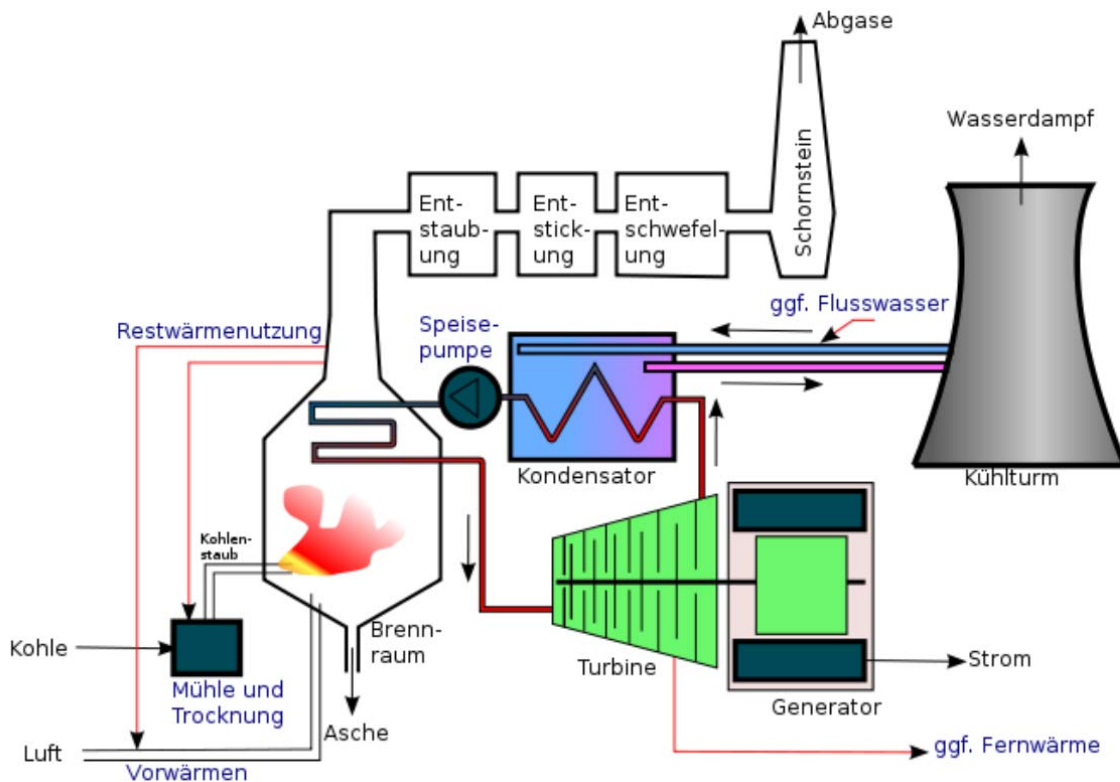 Abgase
Wasserdampf
Schornstein
Ent-
staub-
ung
Ent-
stick-
ung
Ent-
schwefel-
ung
ggf. Flusswasser
Restwärmenutzung
Speise-
pumpe
Kondensator
Kühlturm
Kohlen-
staub
Kohle
Brenn-
raum
Turbine
Strom
Mühle und
Trocknung
Generator
Asche
Luft
Vorwärmen
ggf. Fernwärme